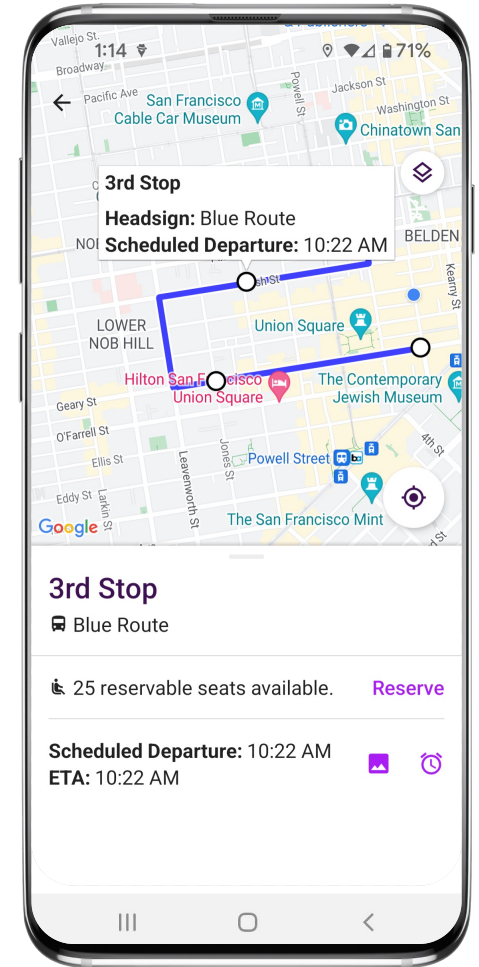 Vallejo St.
1:14
71%
Broadway
Pacific Ave
San Francisco
Cable Car Museum
Powell St
Jackson St
Washington St
Chinatown San
3rd Stop
Headsign: Blue Route
Scheduled Departure: 10:22 AM
BELDEN
Kearny St
LOWER
NOB HILL
Union Square
Hilton San Francisco
Union Square
The Contemporary
Jewish Museum
Geary St
O'Farrell St
Ellis St
Eddy St
Larkin St
Leavenworth St
Jones St
Powell Street
4th St
The San Francisco Mint
Google
3rd Stop
Blue Route
25 reservable seats available.
Reserve
Scheduled Departure: 10:22 AM
ETA: 10:22 AM